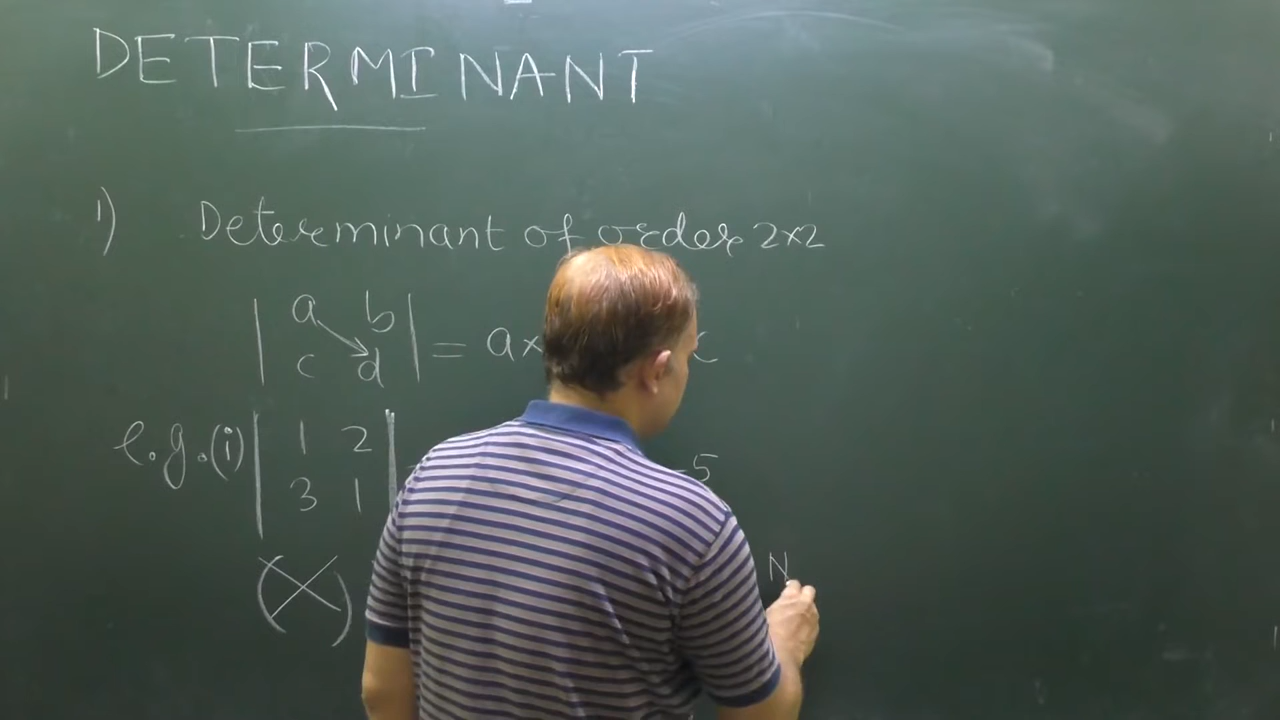 DETERMINANT
1) Determinant of order 2×2
| a b | = a× c
| c d |
e.g.(i) | 1 2 | -5
| 3 1 |
(×) N